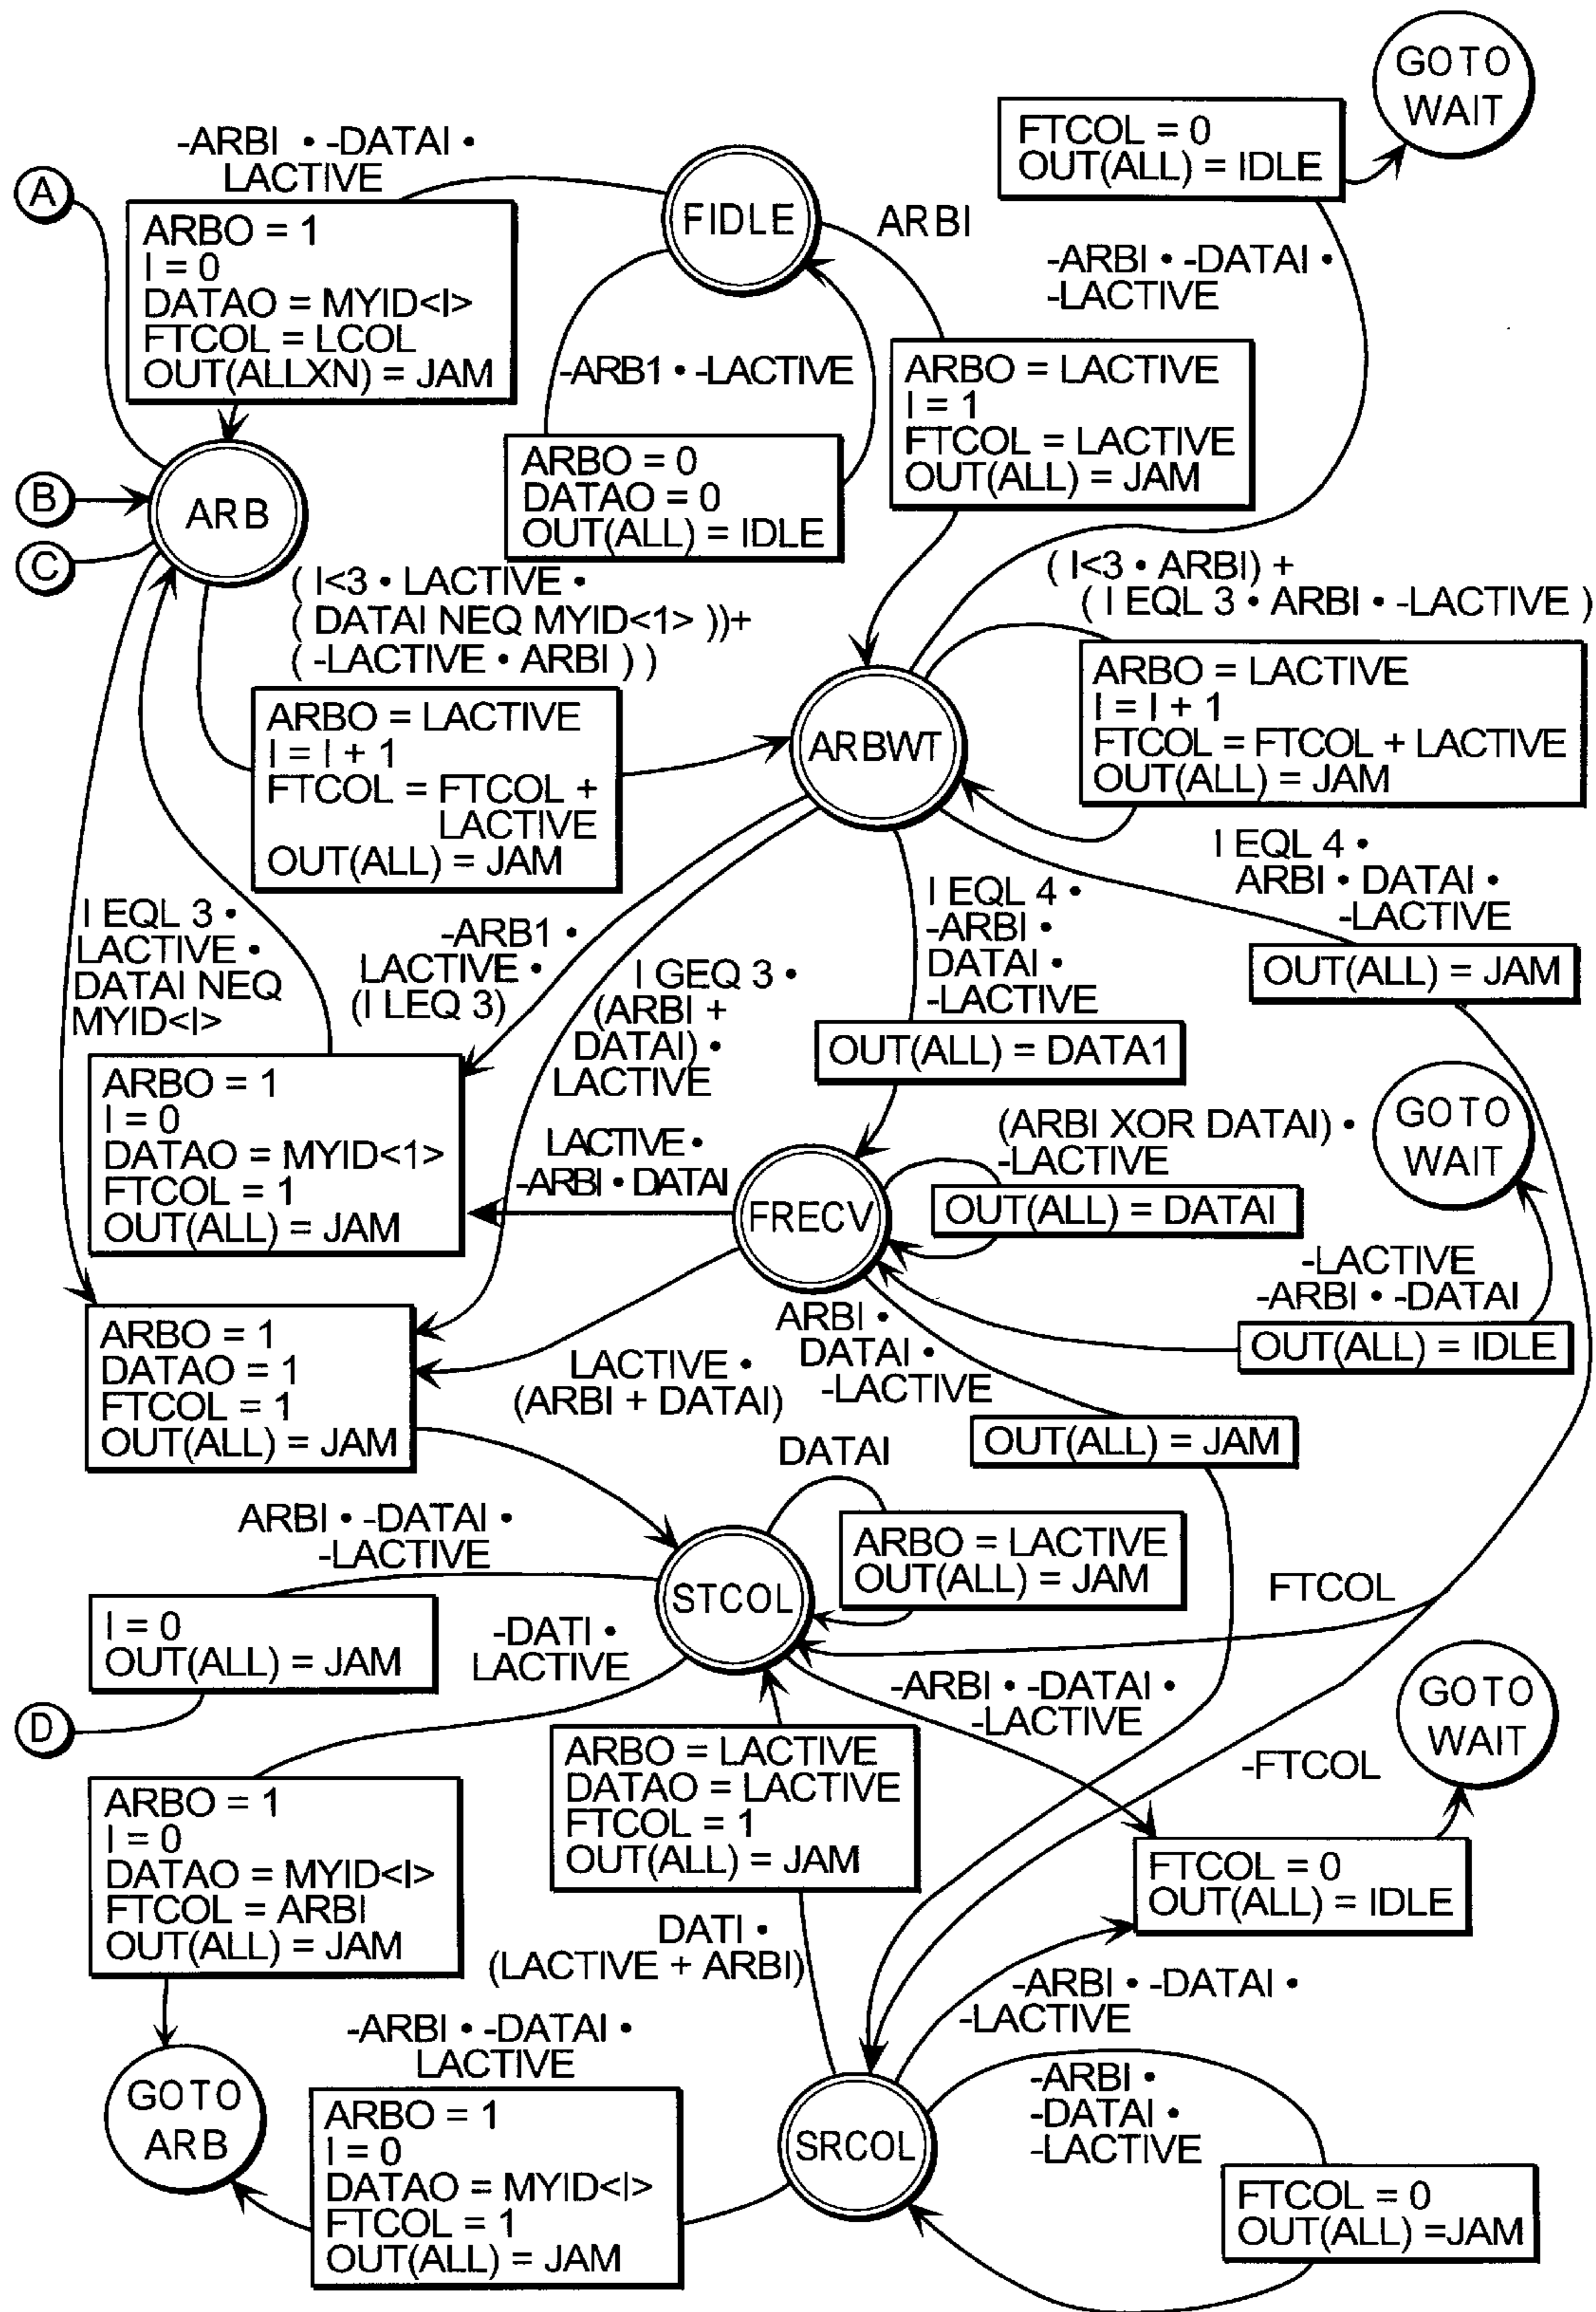 GOTO
WAIT
FTCOL = 0
OUT(ALL) = IDLE
-ARBI • -DATAI •
LACTIVE
A
FIDLE
ARBI
ARBO = 1
I = 0
DATAO = MYID<I>
FTCOL = LCOL
OUT(ALLXN) = JAM
-ARBI • -DATAI •
-LACTIVE
-ARB1 • -LACTIVE
ARBO = LACTIVE
I = 1
FTCOL = LACTIVE
OUT(ALL) = JAM
ARBO = 0
DATAO = 0
OUT(ALL) = IDLE
B
ARB
C
( I<3 • LACTIVE •
( DATAI NEQ MYID<1> ))+
( -LACTIVE • ARBI ) )
( I<3 • ARBI) +
( I EQL 3 • ARBI • -LACTIVE )
ARBO = LACTIVE
I = I + 1
FTCOL = FTCOL + LACTIVE
OUT(ALL) = JAM
ARBO = LACTIVE
I = I + 1
FTCOL = FTCOL +
LACTIVE
OUT(ALL) = JAM
ARBWT
I EQL 4 •
ARBI • DATAI •
-LACTIVE
OUT(ALL) = JAM
I EQL 3 •
LACTIVE •
DATAI NEQ
MYID<I>
-ARB1 •
LACTIVE •
(I LEQ 3)
I GEQ 3 •
(ARBI +
DATAI) •
LACTIVE
I EQL 4 •
-ARBI •
DATAI •
-LACTIVE
OUT(ALL) = DATA1
ARBO = 1
I = 0
DATAO = MYID<1>
FTCOL = 1
OUT(ALL) = JAM
LACTIVE •
-ARBI • DATAI
FRECV
(ARBI XOR DATAI) •
-LACTIVE
OUT(ALL) = DATAI
GOTO
WAIT
-LACTIVE
-ARBI • -DATAI
OUT(ALL) = IDLE
ARBO = 1
DATAO = 1
FTCOL = 1
OUT(ALL) = JAM
LACTIVE •
(ARBI + DATAI)
ARBI •
DATAI •
-LACTIVE
OUT(ALL) = JAM
DATAI
ARBI • -DATAI •
-LACTIVE
STCOL
ARBO = LACTIVE
OUT(ALL) = JAM
FTCOL
I = 0
OUT(ALL) = JAM
D
-DATI •
LACTIVE
-ARBI • -DATAI •
-LACTIVE
GOTO
WAIT
ARBO = LACTIVE
DATAO = LACTIVE
FTCOL = 1
OUT(ALL) = JAM
-FTCOL
ARBO = 1
I = 0
DATAO = MYID<I>
FTCOL = ARBI
OUT(ALL) = JAM
FTCOL = 0
OUT(ALL) = IDLE
DATI •
(LACTIVE + ARBI)
-ARBI • -DATAI •
-LACTIVE
-ARBI • -DATAI •
LACTIVE
GOTO
ARB
ARBO = 1
I = 0
DATAO = MYID<I>
FTCOL = 1
OUT(ALL) = JAM
SRCOL
-ARBI •
-DATAI •
-LACTIVE
FTCOL = 0
OUT(ALL) =JAM